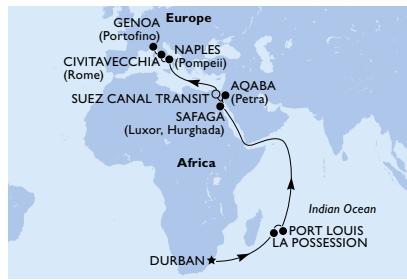 GENOA
(Portofino)
Europe
NAPLES
(Pompeii)
CIVITAVECCHIA
(Rome)
AQABA
(Petra)
SUEZ CANAL TRANSIT
SAFAGA
(Luxor, Hurghada)
Africa
Indian Ocean
PORT LOUIS
LA POSSESSION
DURBAN